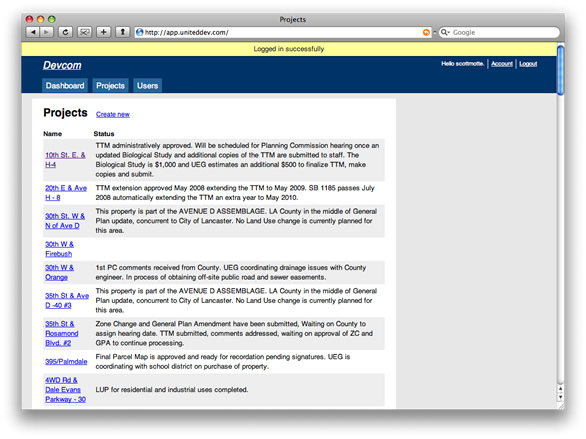 Projects
http://app.uniteddev.com/
Google
Logged in successfully
Devcom
Hello scottmotte. Account Logout
Dashboard Projects Users
Projects Create new
Name Status
10th St. E, & H-4
TTM administratively approved. Will be scheduled for Planning Commission hearing once an
updated Biological Study and additional copies of the TTM are submitted to staff. The
Biological Study is $1,000 and UEG estimates an additional $500 to finalize TTM, make
copies and submit.
20th E & Ave
H - 8
TTM extension approved May 2008 extending the TTM to May 2009. SB 1185 passes July
2008 automatically extending the TTM an extra year to May 2010.
30th St. W &
N of Ave D
This property is part of the AVENUE D ASSEMBLAGE. LA County in the middle of General
Plan update, concurrent to City of Lancaster. No Land Use change is currently planned for
this area.
30th W &
Firebush
30th W &
Orange
1st PC comments received from County. UEG coordinating drainage issues with County
engineer. In process of obtaining off-site public road and sewer easements.
35th St & Ave
D -40 #3
This property is part of the AVENUE D ASSEMBLAGE. LA County in the middle of General
Plan update, concurrent to City of Lancaster. No Land Use change is currently planned for
this area.
35th St &
Rosamond
Blvd. #2
Zone Change and General Plan Amendment have been submitted, Waiting on County to
assign hearing date. TTM submitted, comments addressed, waiting on approval of ZC and
GPA to continue processing.
395/Palmdale
Final Parcel Map is approved and ready for recordation pending signatures. UEG is
coordinating with school district on purchase of property.
4WD Rd &
Dale Evans
Parkway - 30
LUP for residential and industrial uses completed.